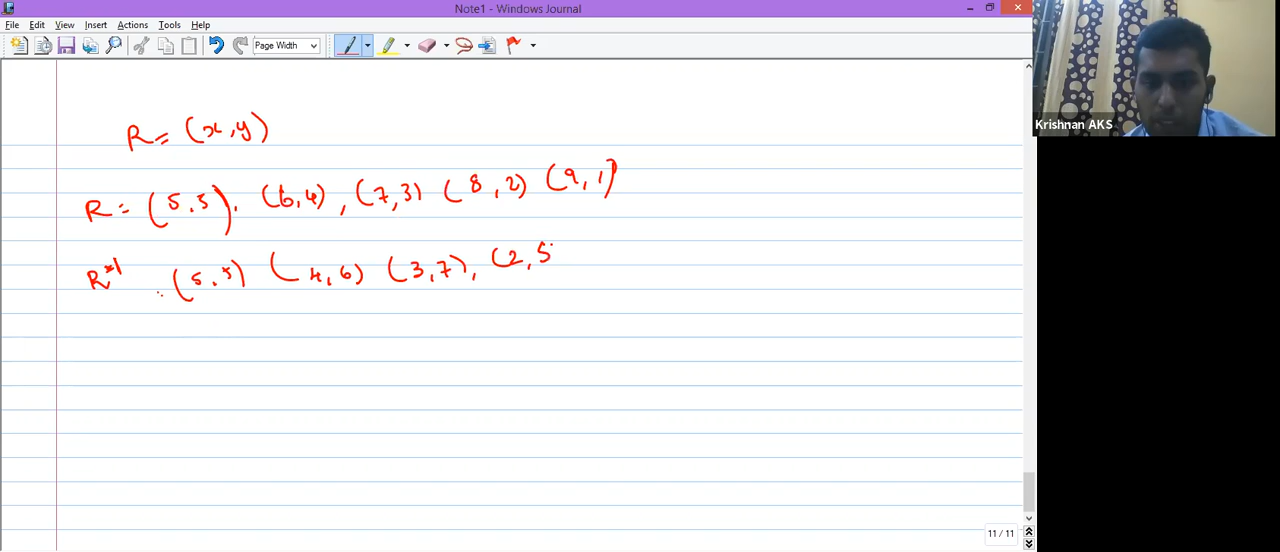 Note1 - Windows Journal
File Edit View Insert Actions Tools Help
Page Width
R = (x, y)
R = (5, 5), (6, 4), (7, 3) (8, 2) (9, 1)
(5, 5) (4, 6) (3, 7), (2, 5
Krishnan AKS
11 / 11